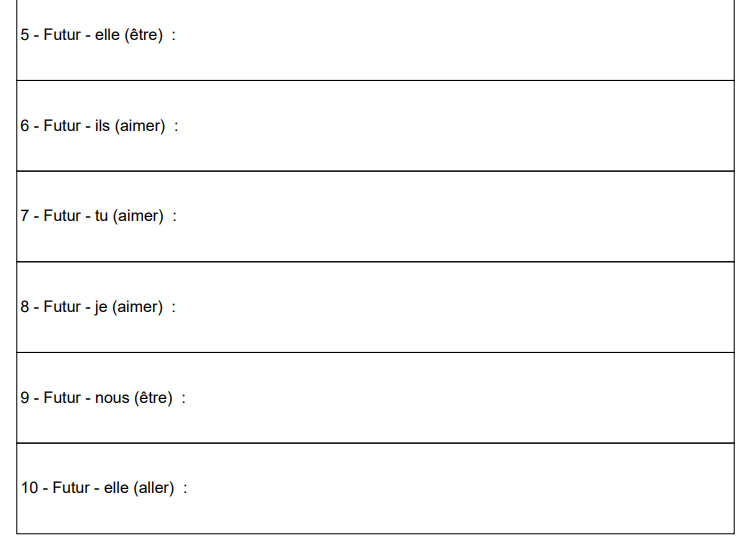 5 - Futur - elle (être) :
6 - Futur - ils (aimer) :
7 - Futur - tu (aimer) :
8 - Futur - je (aimer) :
9 - Futur - nous (être) :
10 - Futur - elle (aller) :